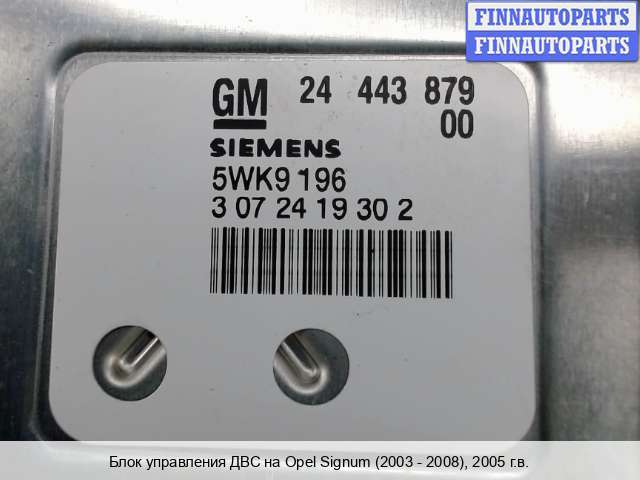 FINNAUTOPARTS
FINNAUTOPARTS
GM 24 443 879
00
SIEMENS
5WK9 196
3 07 24 19 30 2
Блок управления ДВС на Opel Signum (2003 - 2008), 2005 г.в.